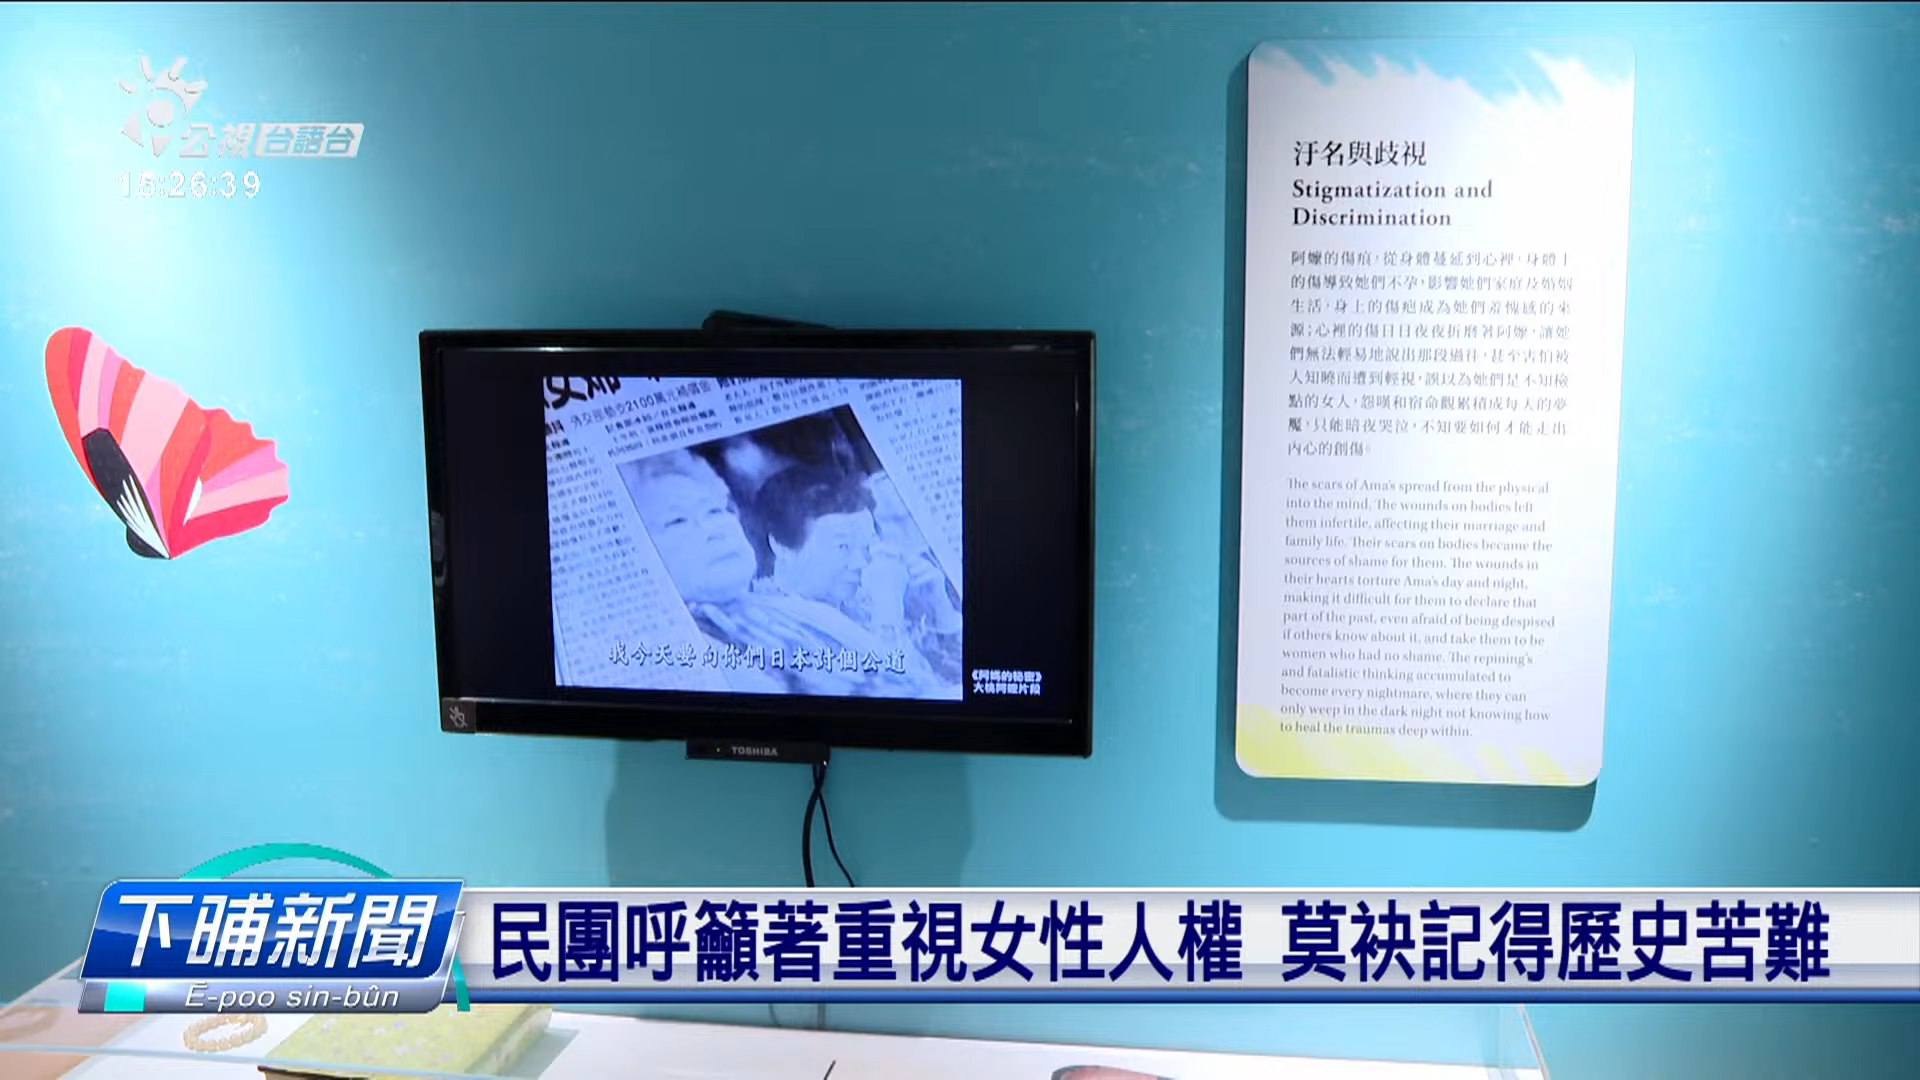 公視台語台
15:26:39
汙名與歧視
Stigmatization and
Discrimination
阿嬤的傷痕，從身體蔓延到心裡，身體上
的傷導致她們不孕，影響她們家庭及婚姻
生活，身上的傷疤成為她們羞愧感的來
源；心裡的傷日日夜夜折磨著阿嬤，讓她
們無法輕易地說出那段過往，甚至害怕被
人知曉而遭到輕視，誤以為她們是不知檢
點的女人，怨嘆和宿命觀累積成每天的夢
魘，只能暗夜哭泣，不知要如何才能走出
內心的創傷。
The scars of Ama's spread from the physical
into the mind. The wounds on bodies left
them infertile, affecting their marriage and
family life. Their scars on bodies became the
sources of shame for them. The wounds in
their hearts torture Ama's day and night,
making it difficult for them to declare that
part of the past, even afraid of being despised
if others know about it, and take them to be
women who had no shame. The repining's
and fatalistic thinking accumulated to
become every nightmare, where they can
only weep in the dark night not knowing how
to heal the traumas deep within.
2100萬元補償金
我今天要向你們日本討個公道
《阿嬤的秘密》
大桃阿嬤片段
TOSHIBA
下晡新聞
Ē-poo sin-bûn
民團呼籲著重視女性人權 莫袂記得歷史苦難